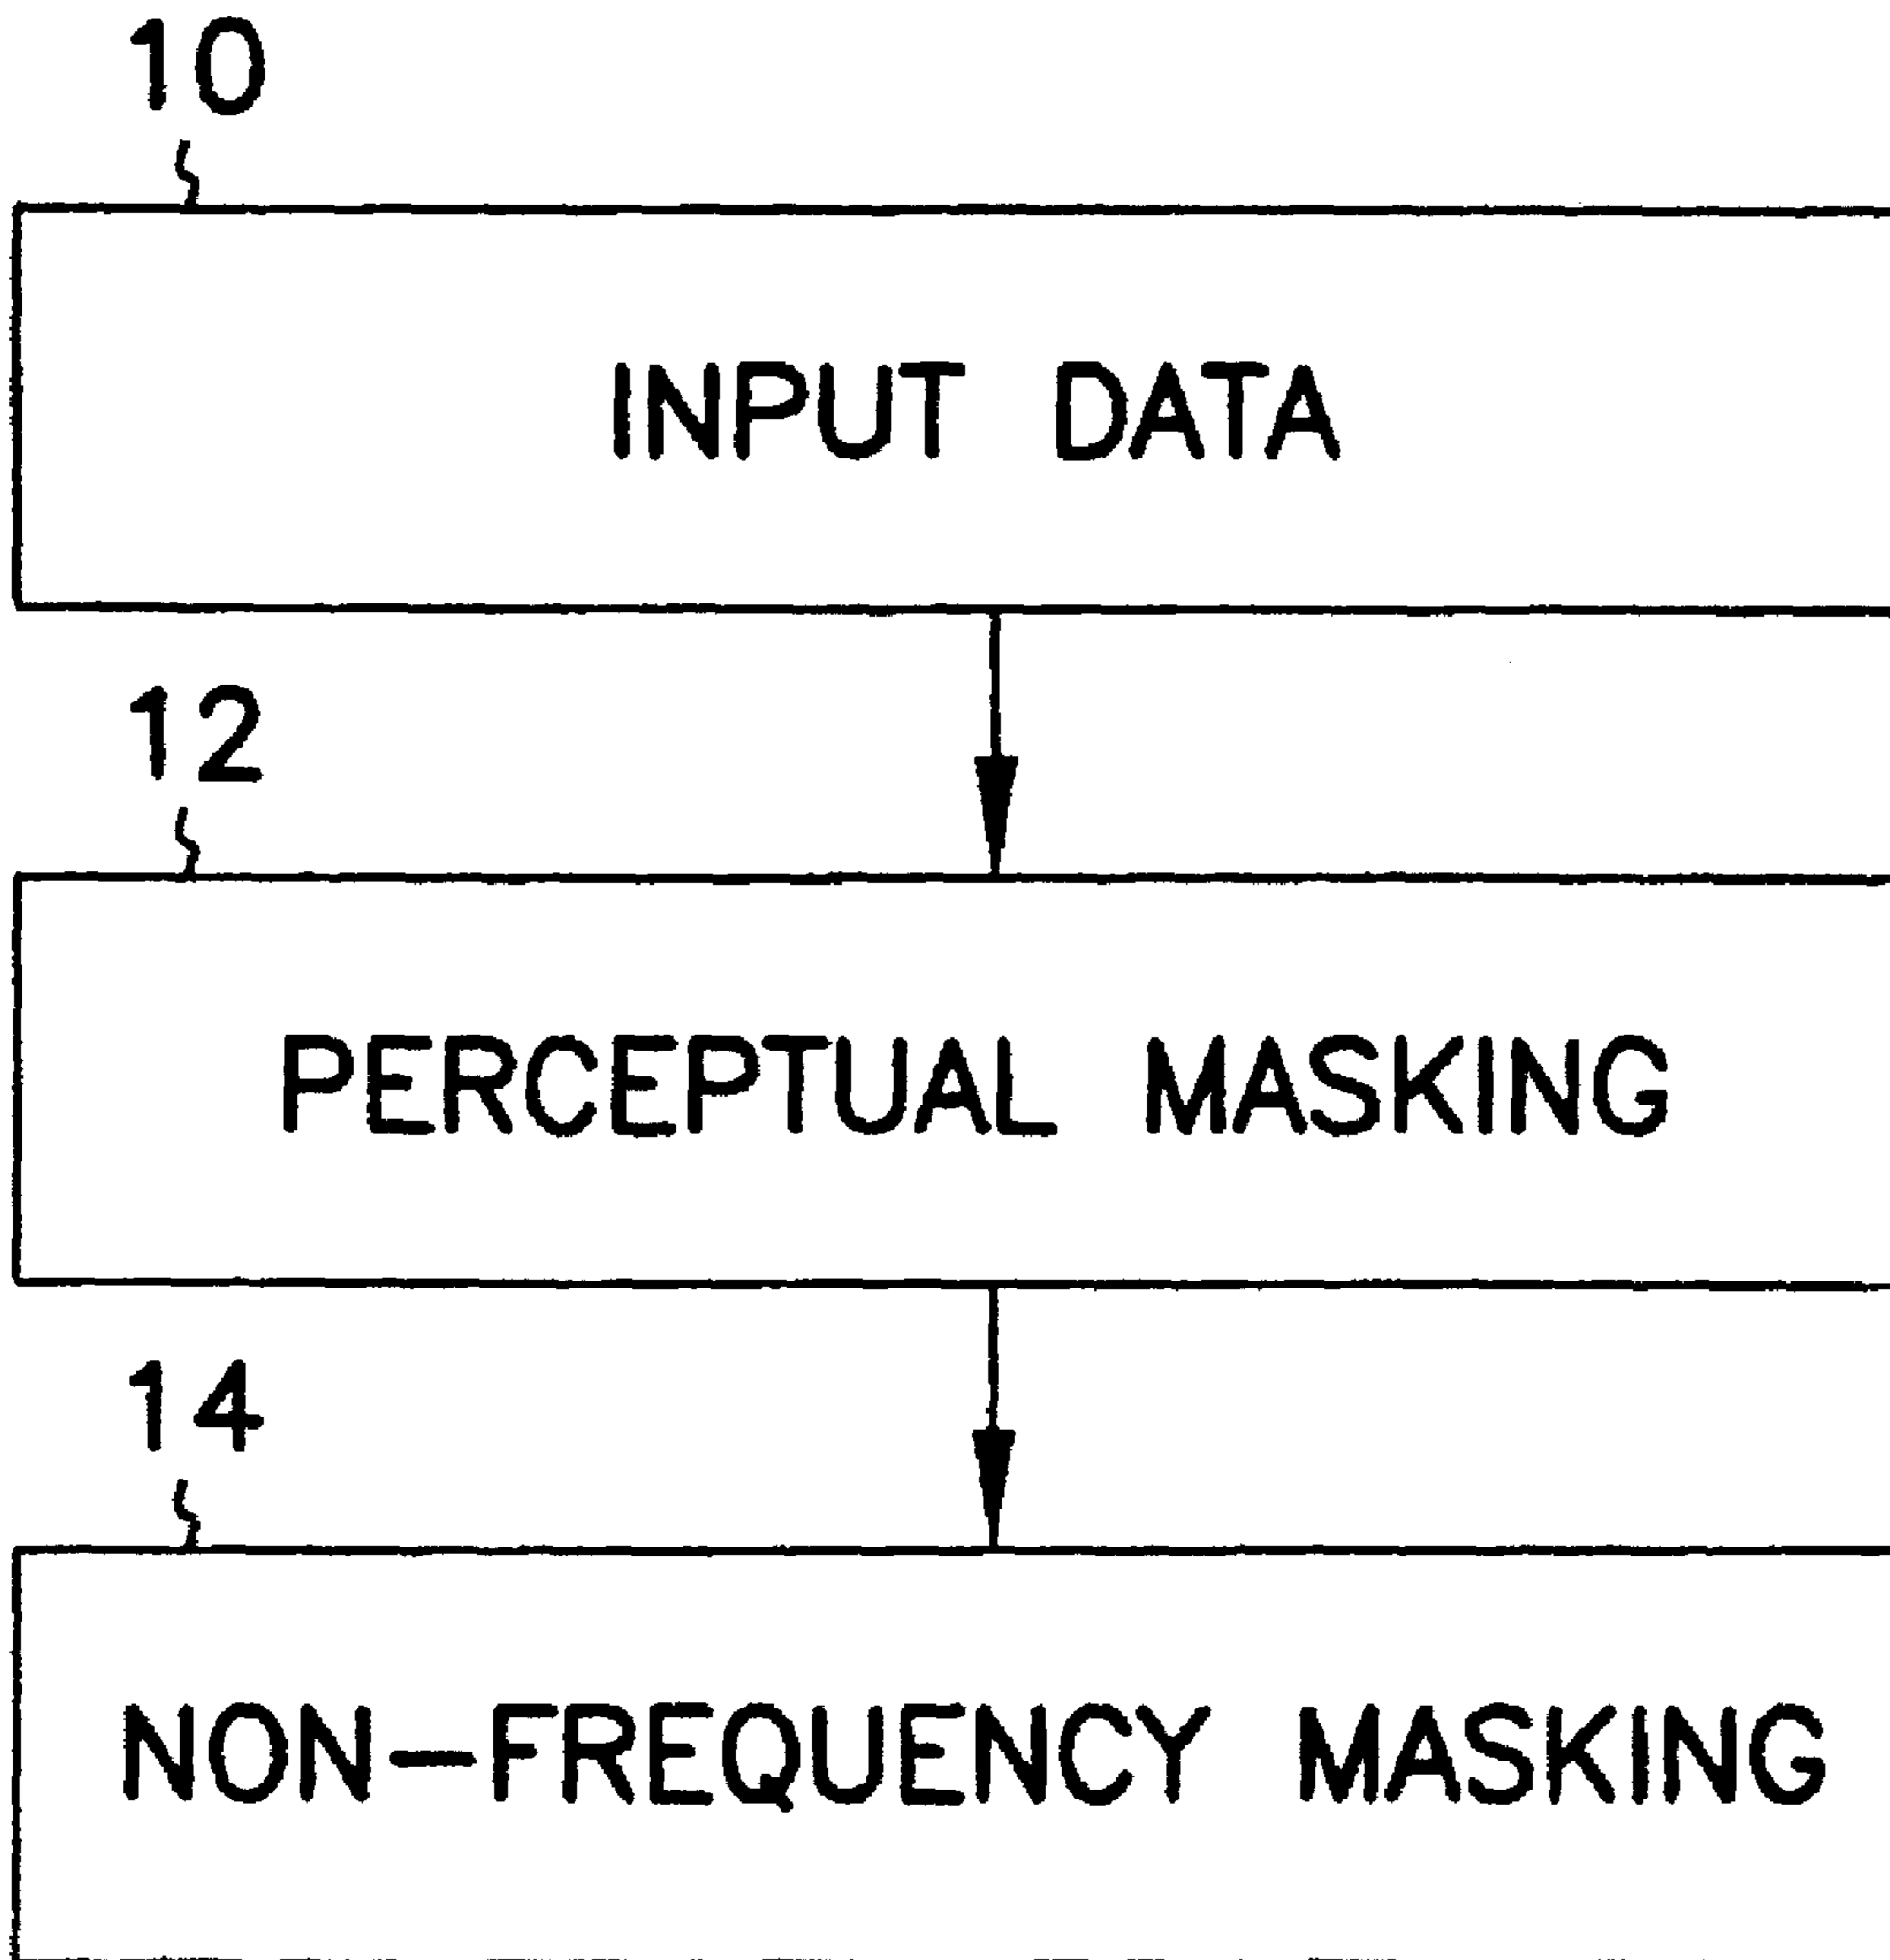 10
INPUT DATA
12
PERCEPTUAL MASKING
14
NON-FREQUENCY MASKING